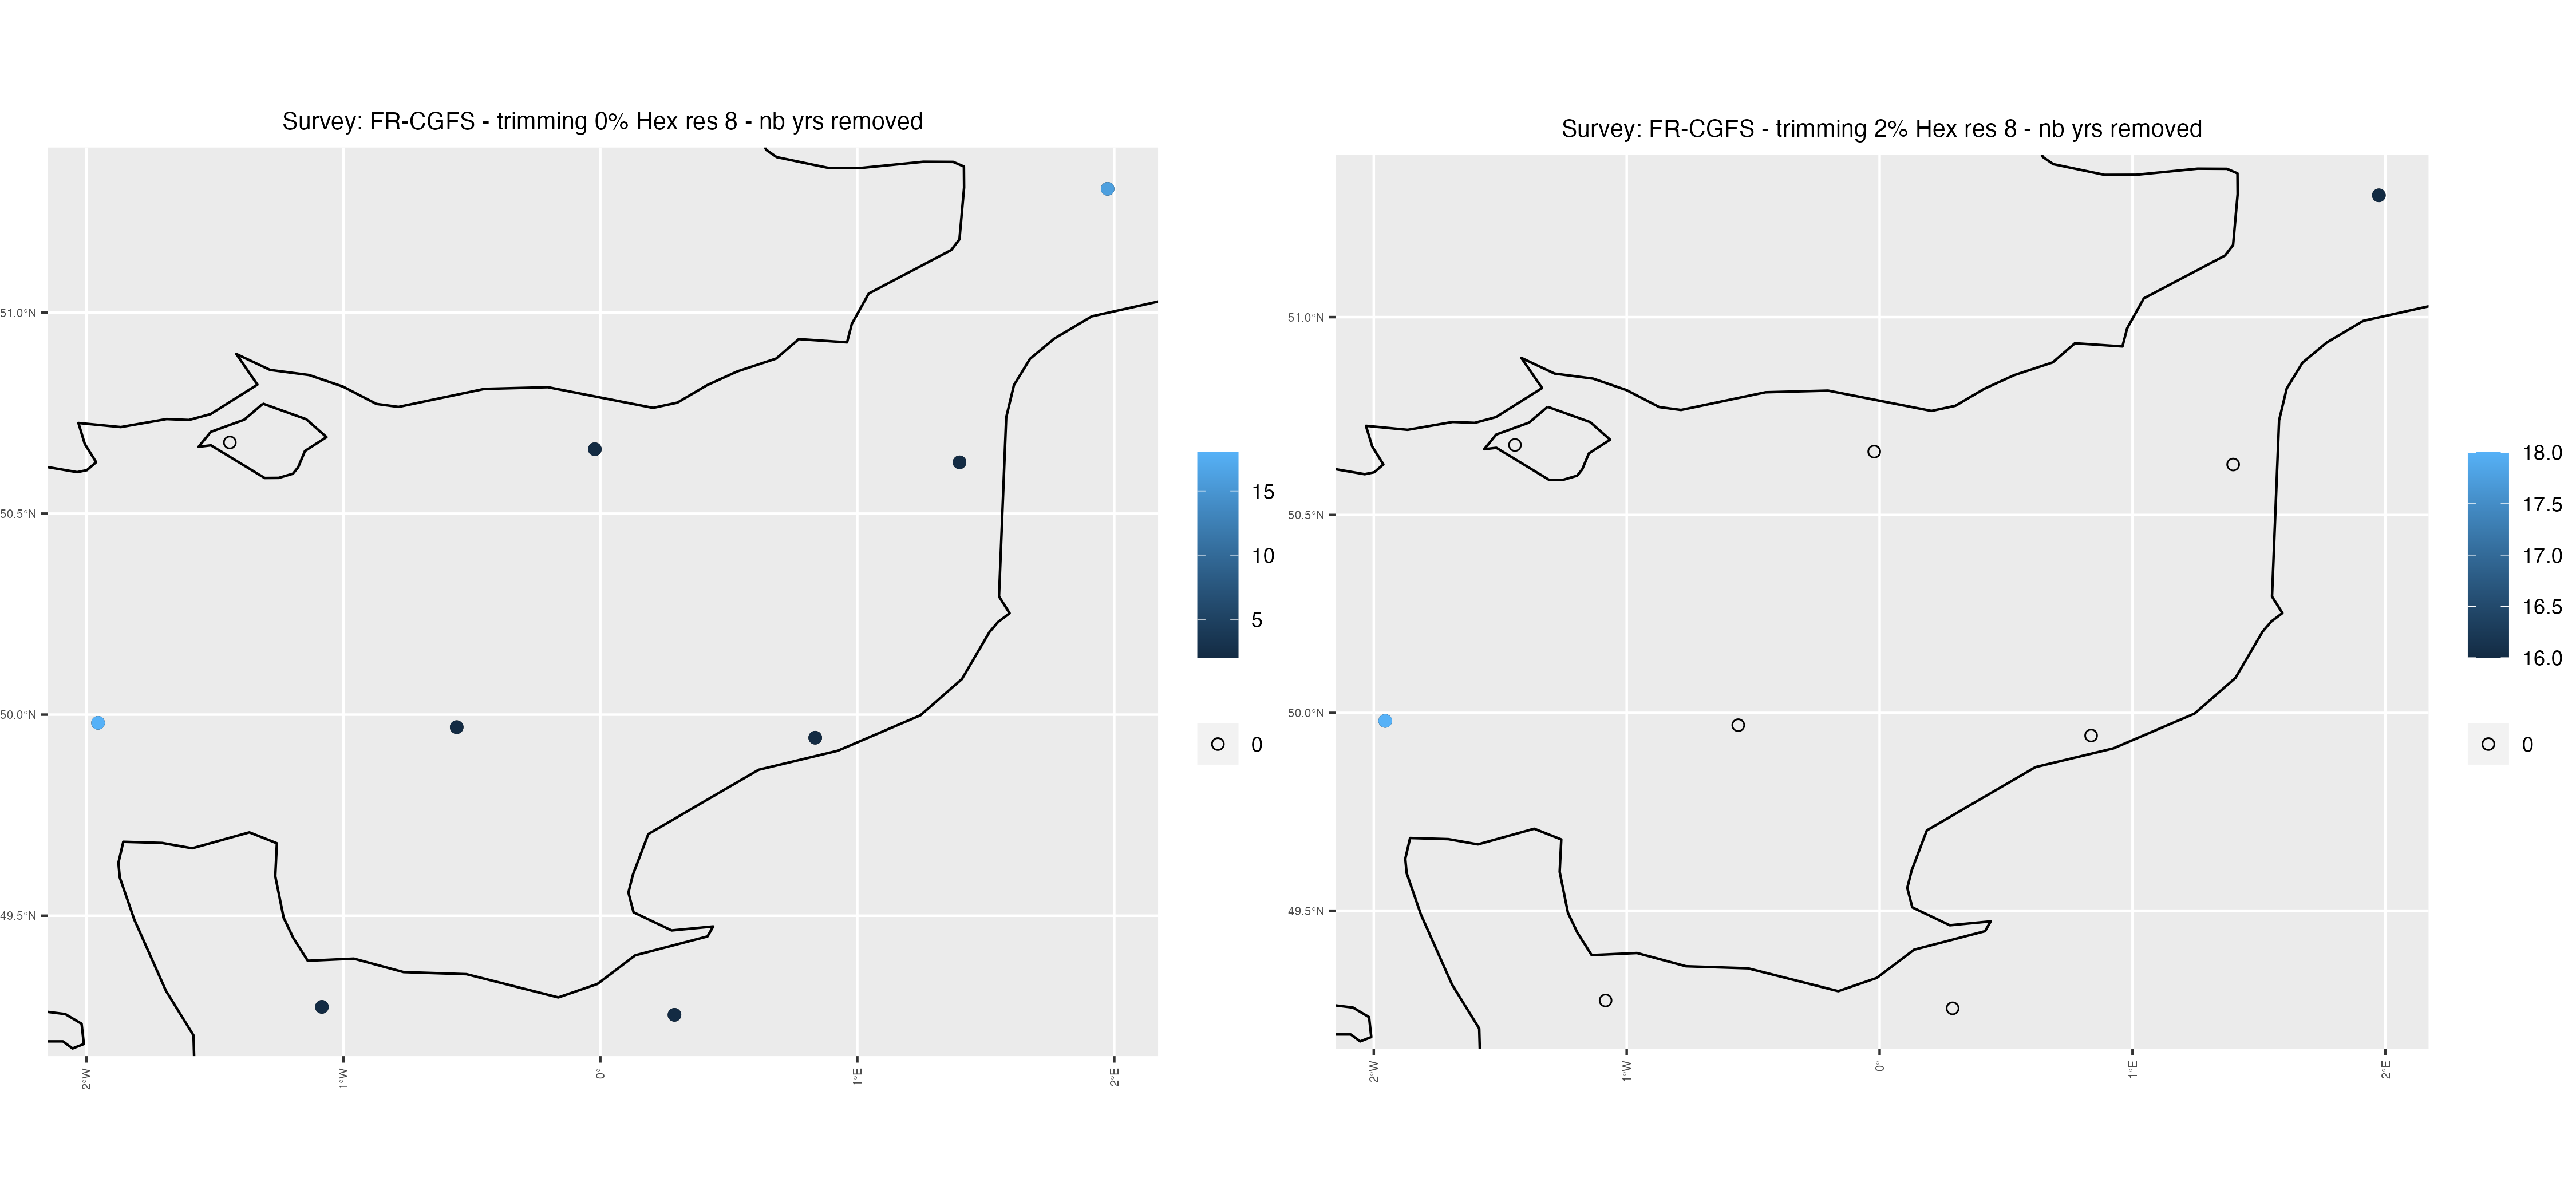 Survey: FR-CGFS - trimming 0% Hex res 8 - nb yrs removed
51.0°N
50.5°N
50.0°N
49.5°N
2°W
1°W
0°
1°E
2°E
15
10
5
0
Survey: FR-CGFS - trimming 2% Hex res 8 - nb yrs removed
51.0°N
50.5°N
50.0°N
49.5°N
2°W
1°W
0°
1°E
2°E
18.0
17.5
17.0
16.5
16.0
0